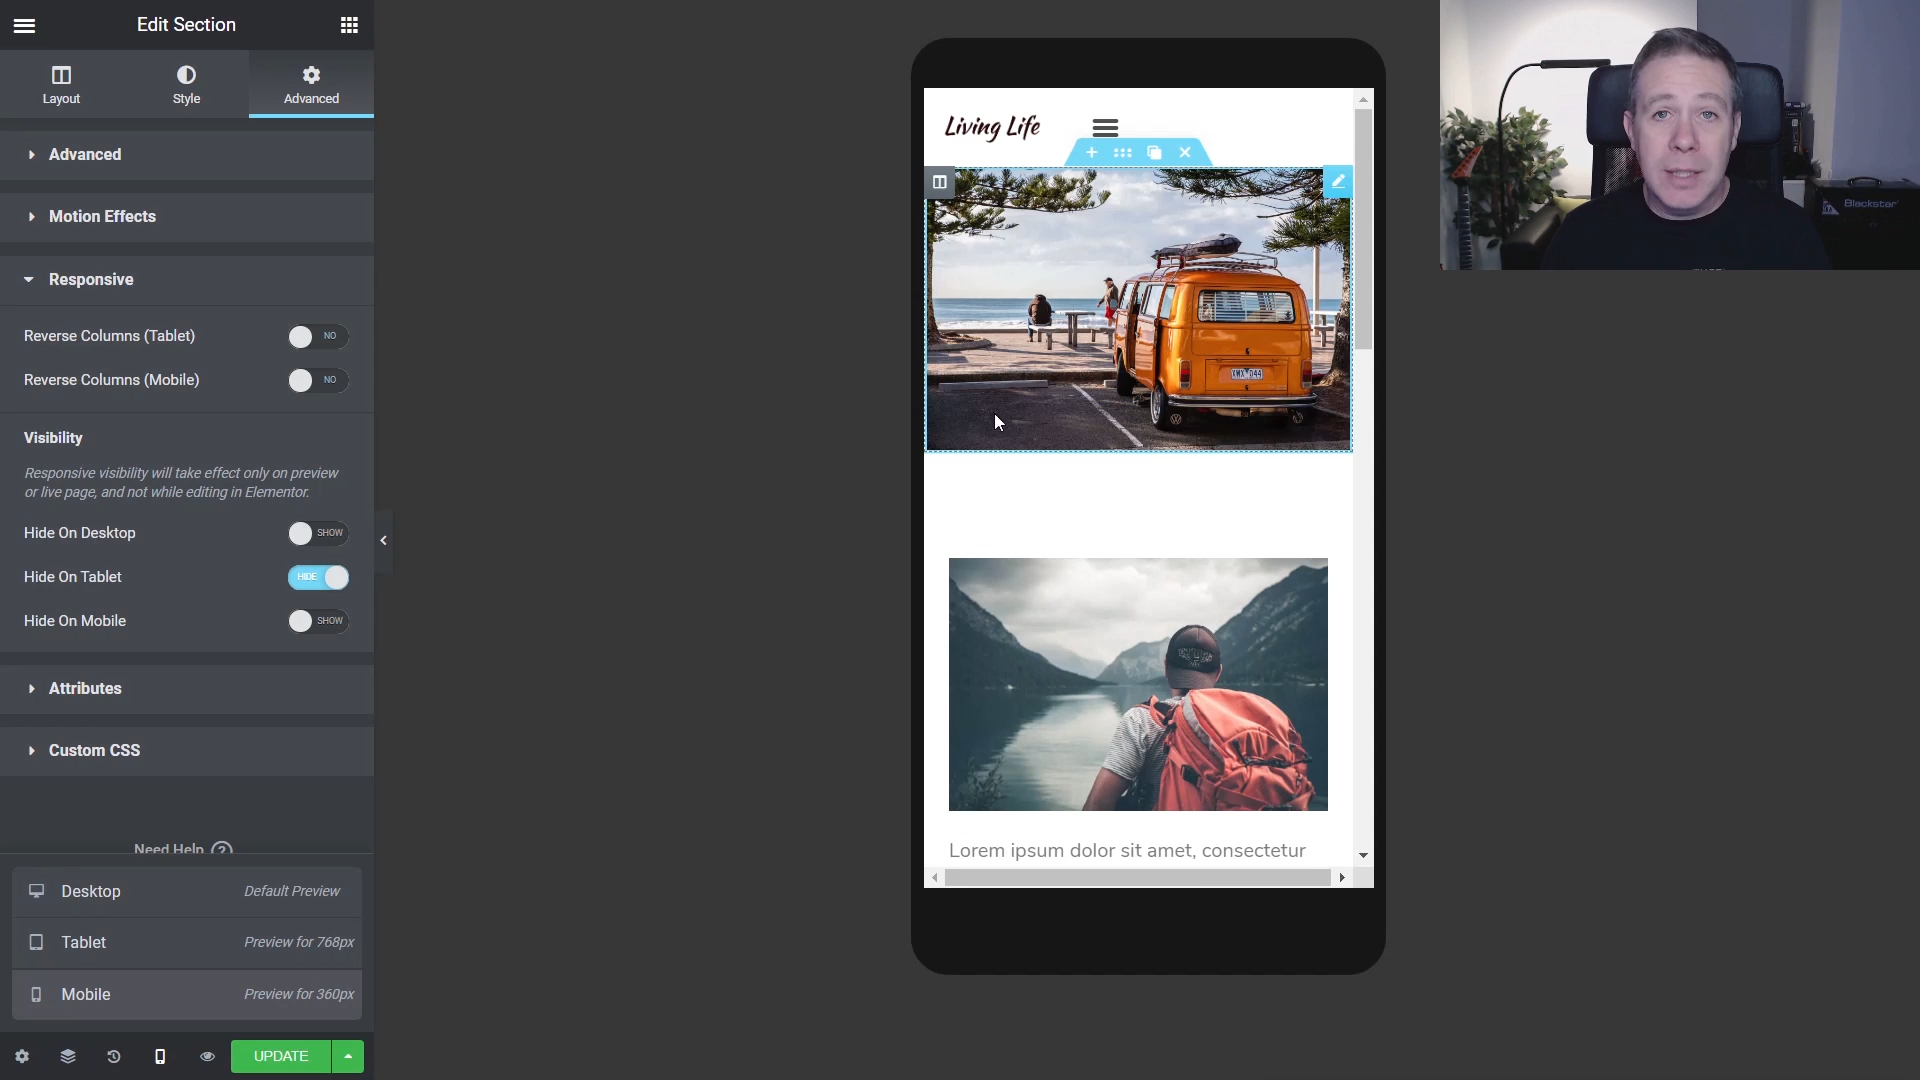 Edit Section
Layout
Style
Advanced
Advanced
Motion Effects
Responsive
Reverse Columns (Tablet)
NO
Reverse Columns (Mobile)
NO
Visibility
Responsive visibility will take effect only on preview
or live page, and not while editing in Elementor.
Hide On Desktop
SHOW
Hide On Tablet
HIDE
Hide On Mobile
SHOW
Attributes
Custom CSS
Need Help
Desktop
Default Preview
Tablet
Preview for 768px
Mobile
Preview for 360px
UPDATE
Living Life
Lorem ipsum dolor sit amet, consectetur
Blackstar